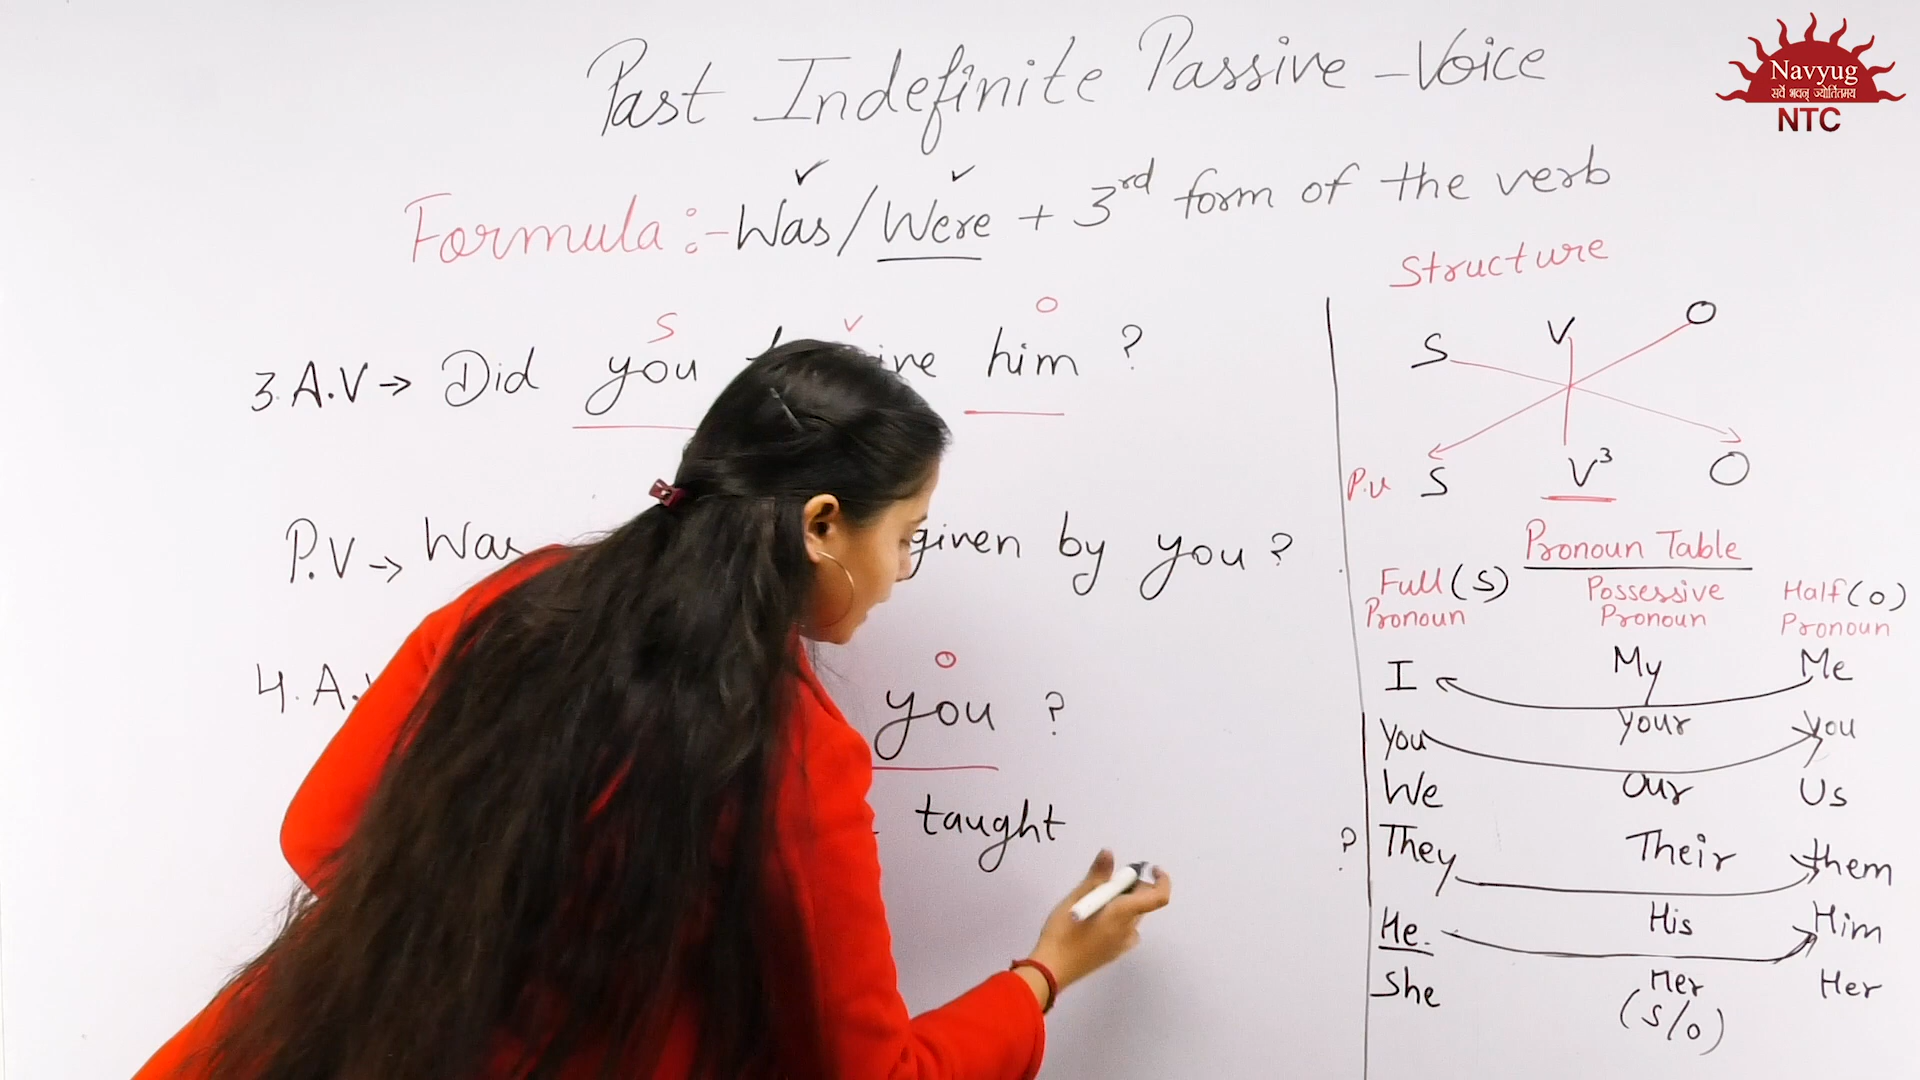 Past Indefinite Passive - Voice
Navyug
सर्वे भवन् ज्योतिंतमय
NTC
Formula :- Was / Were + 3rd form of the verb
Structure
S V O
S
V
O
3. A.V → Did you him ?
P.V S V3 O
P.V → Was given by you ?
Pronoun Table
Full (S) Pronoun
Possessive Pronoun
Half (O) Pronoun
O
4. A. you ?
taught
?
I My Me
You Your You
We Our Us
They Their them
He. His Him
She Her Her
(S/O)